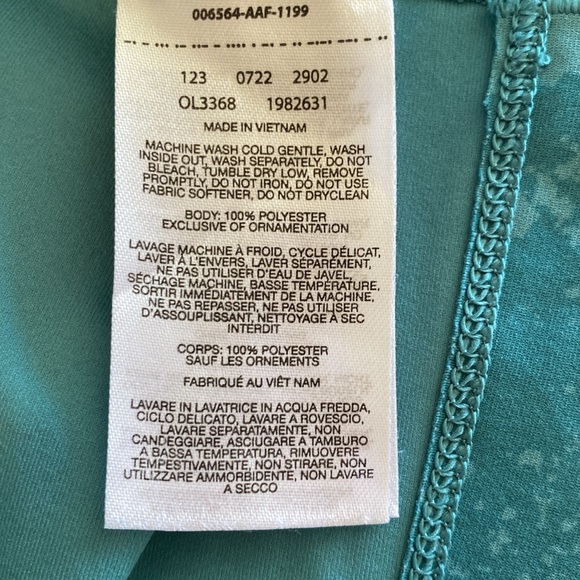 006564-AAF-1199
123 0722 2902
OL3368 1982631
MADE IN VIETNAM
MACHINE WASH COLD GENTLE, WASH
INSIDE OUT, WASH SEPARATELY, DO NOT
BLEACH, TUMBLE DRY LOW, REMOVE
PROMPTLY, DO NOT IRON, DO NOT USE
FABRIC SOFTENER, DO NOT DRYCLEAN
BODY: 100% POLYESTER
EXCLUSIVE OF ORNAMENTATION
LAVAGE MACHINE À FROID, CYCLE DÉLICAT,
LAVER À L'ENVERS, LAVER SÉPARÉMENT,
NE PAS UTILISER D'EAU DE JAVEL,
SÉCHAGE MACHINE, BASSE TEMPÉRATURE,
SORTIR IMMÉDIATEMENT DE LA MACHINE,
NE PAS REPASSER, NE PAS UTILISER
D'ASSOUPLISSANT, NETTOYAGE À SEC
INTERDIT
CORPS: 100% POLYESTER
SAUF LES ORNEMENTS
FABRIQUÉ AU VIÊT NAM
LAVARE IN LAVATRICE IN ACQUA FREDDA,
CICLO DELICATO, LAVARE A ROVESCIO,
LAVARE SEPARATAMENTE, NON
CANDEGGIARE, ASCIUGARE A TAMBURO
A BASSA TEMPERATURA, RIMUOVERE
TEMPESTIVAMENTE, NON STIRARE, NON
UTILIZZARE AMMORBIDENTE, NON LAVARE
A SECCO